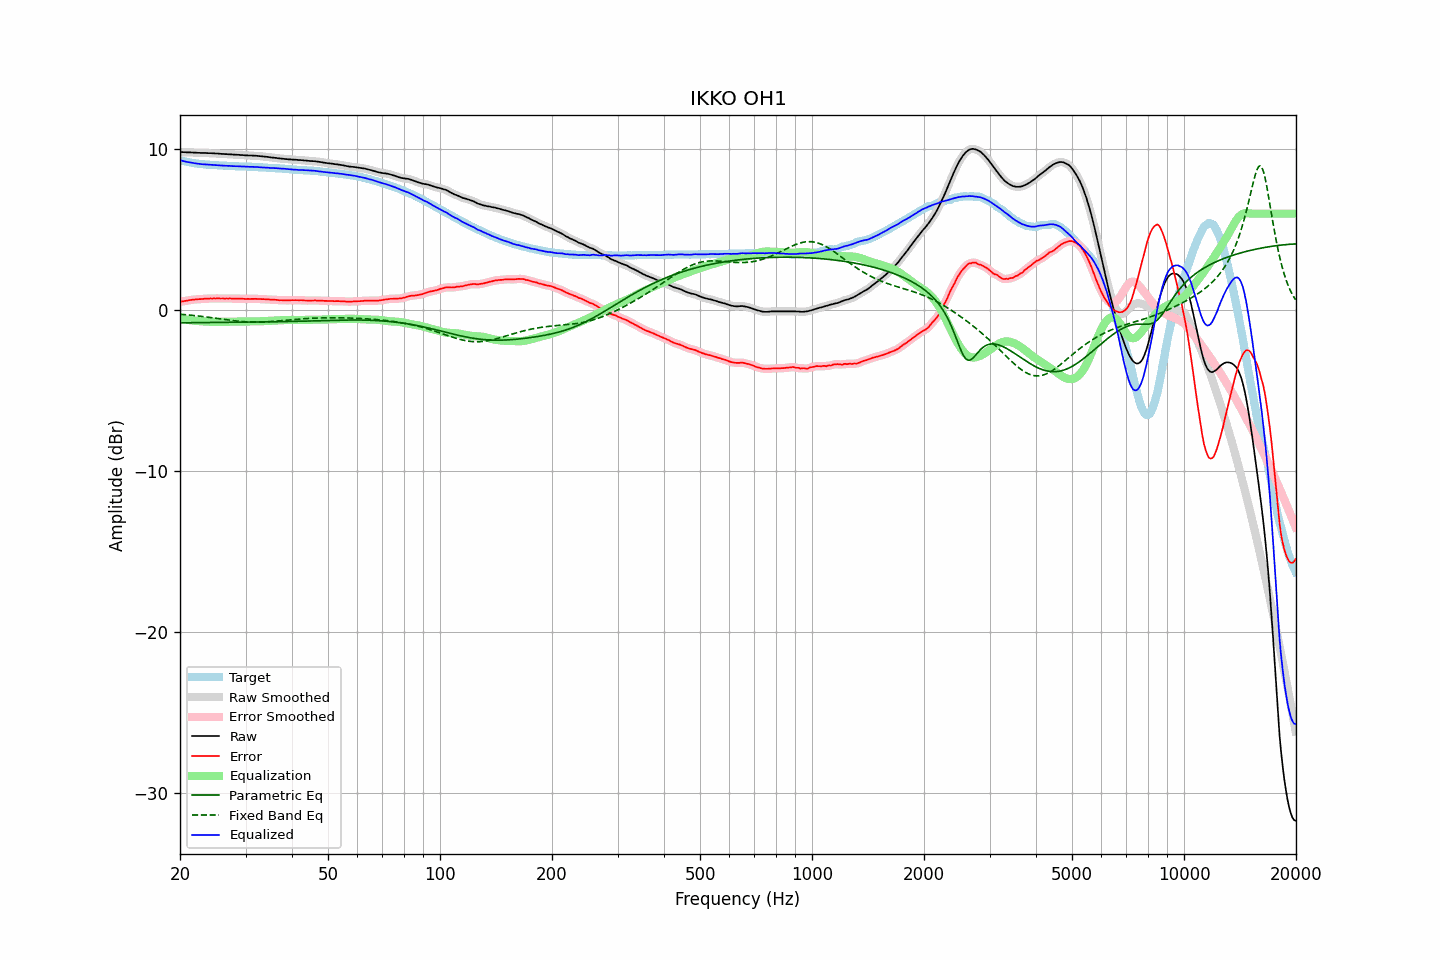 IKKO OH1
Amplitude (dBr)
10
0
−10
−20
−30
Target
Raw Smoothed
Error Smoothed
Raw
Error
Equalization
Parametric Eq
Fixed Band Eq
Equalized
20 50 100 200 500 1000 2000 5000 10000 20000
Frequency (Hz)